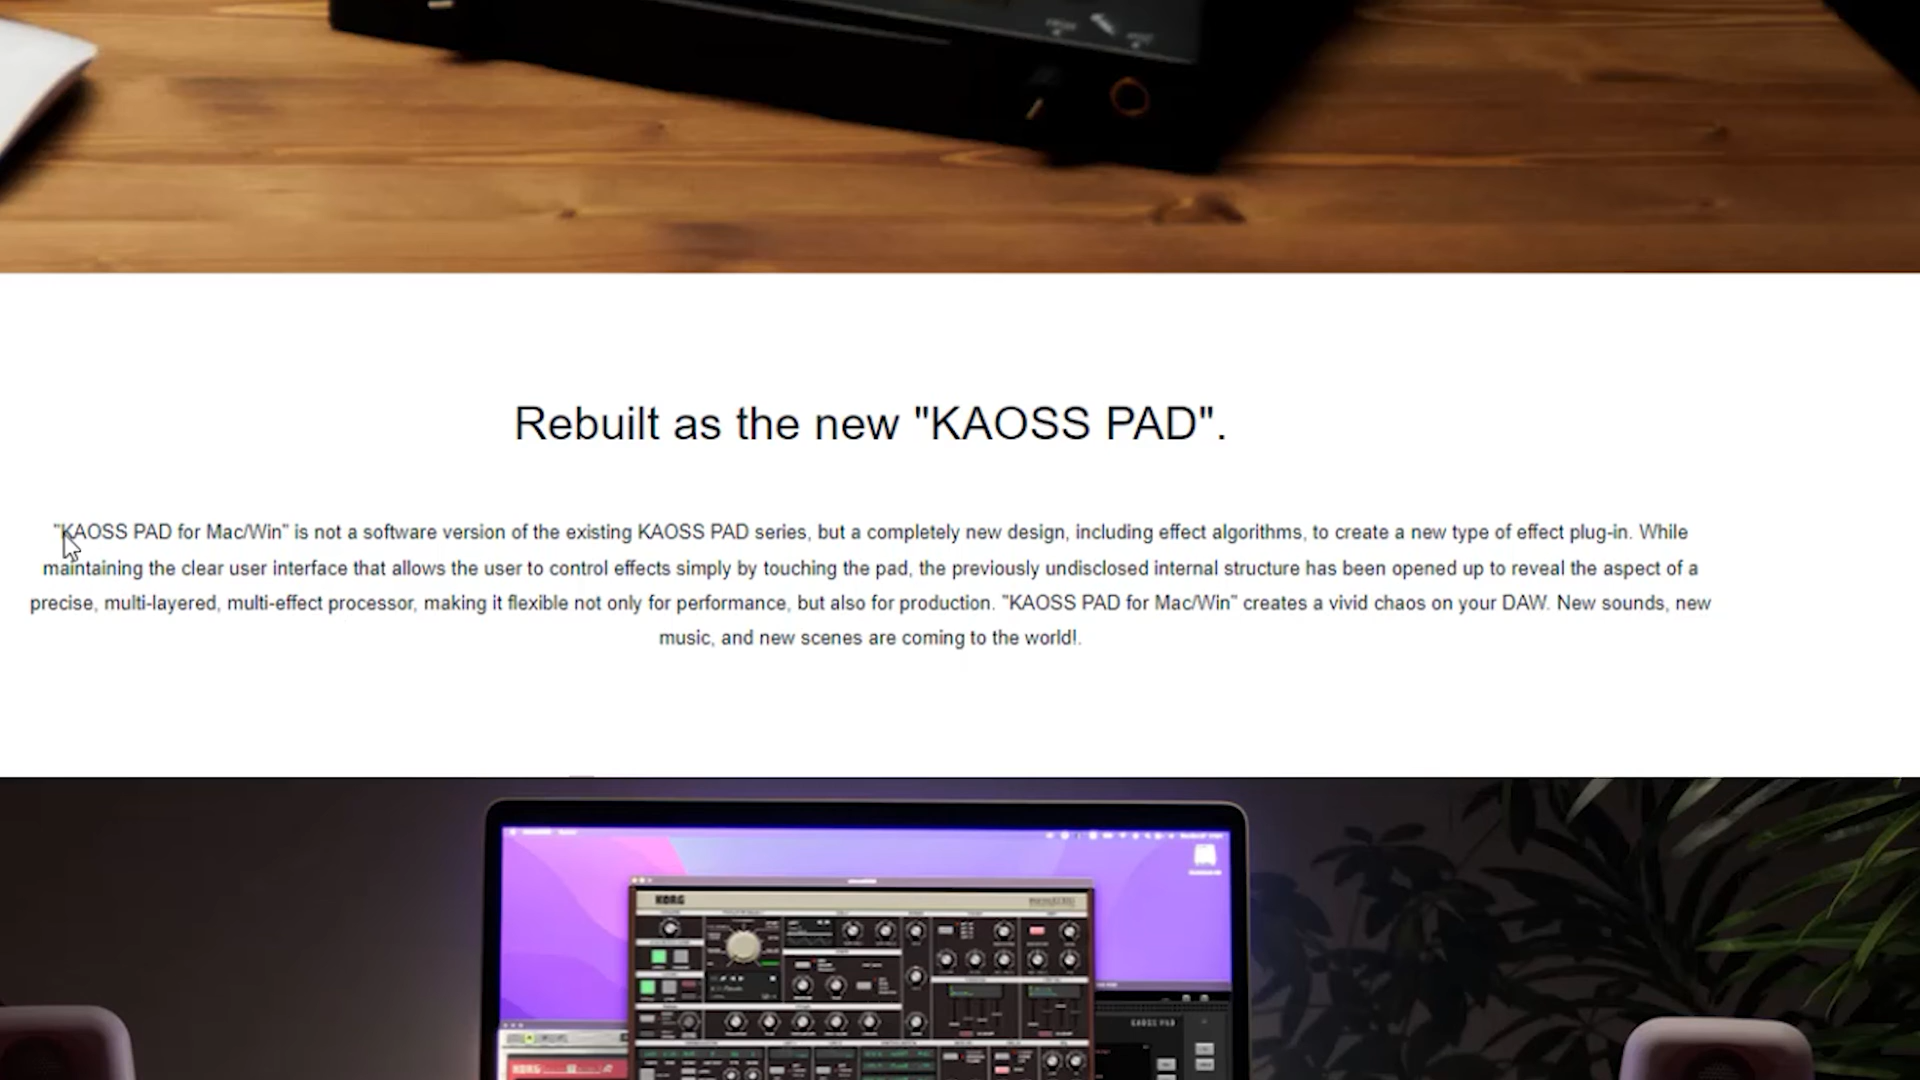 Rebuilt as the new "KAOSS PAD".
"KAOSS PAD for Mac/Win" is not a software version of the existing KAOSS PAD series, but a completely new design, including effect algorithms, to create a new type of effect plug-in. While
maintaining the clear user interface that allows the user to control effects simply by touching the pad, the previously undisclosed internal structure has been opened up to reveal the aspect of a
precise, multi-layered, multi-effect processor, making it flexible not only for performance, but also for production. "KAOSS PAD for Mac/Win" creates a vivid chaos on your DAW. New sounds, new
music, and new scenes are coming to the world!.
KORG
KAOSS PAD
KORG